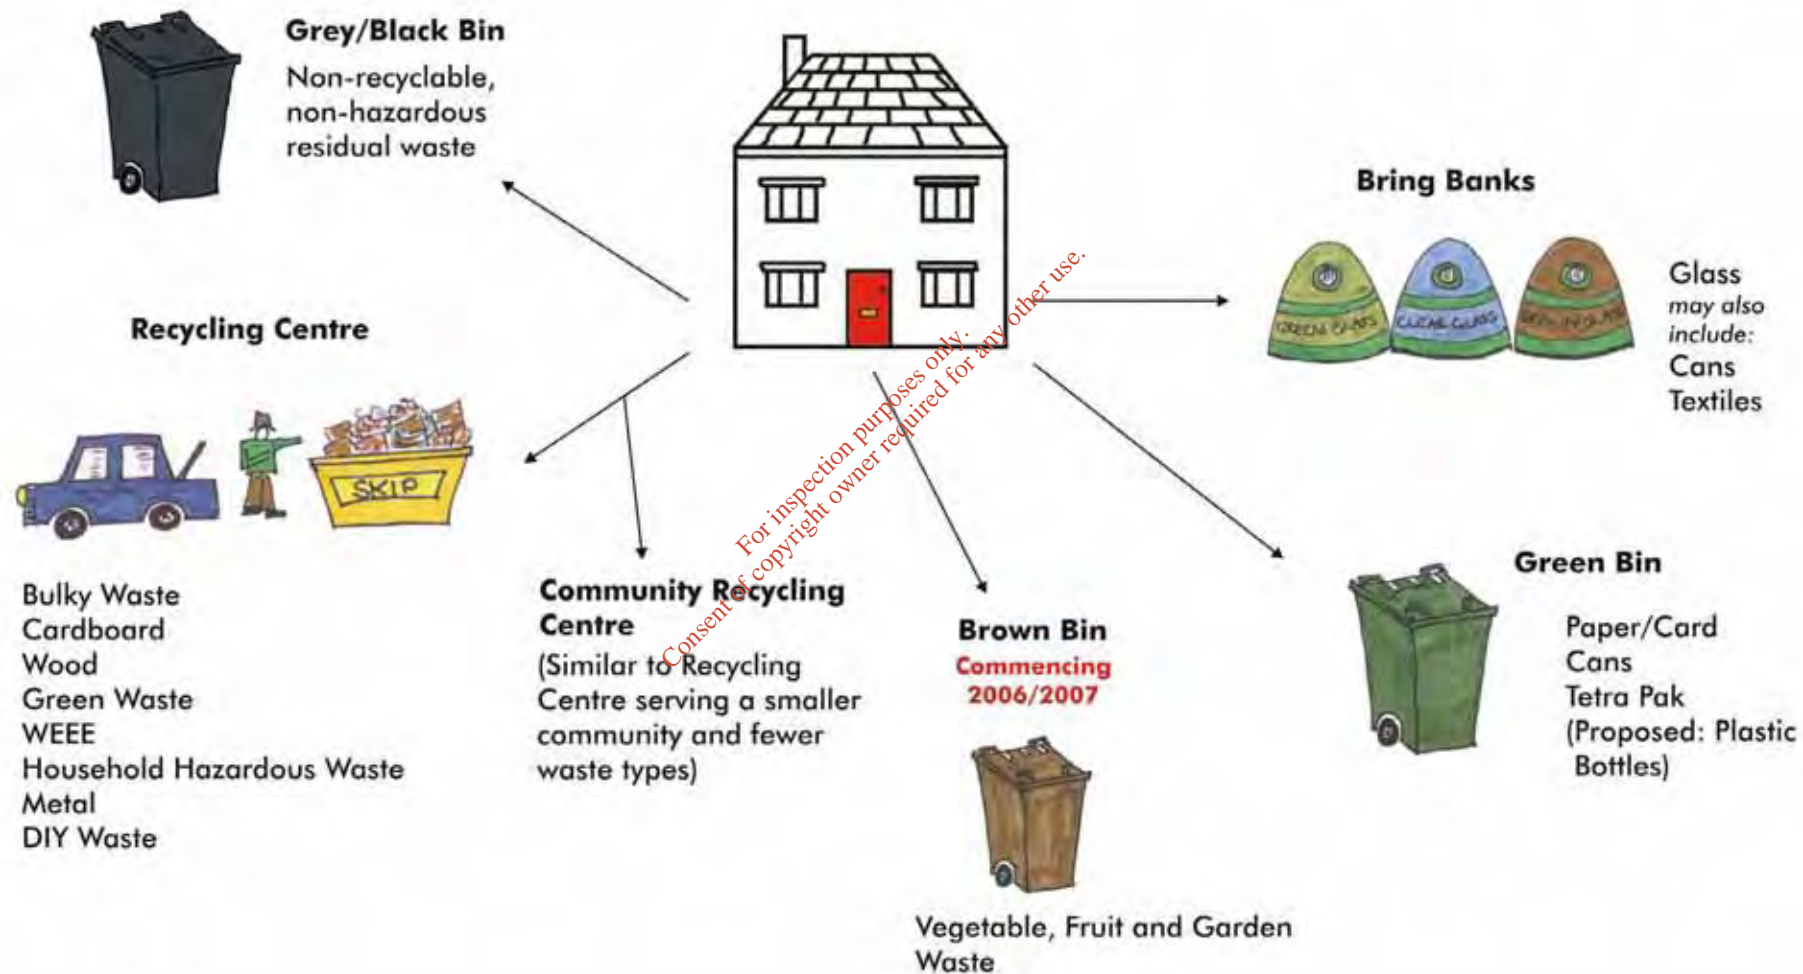 Grey/Black Bin
Non-recyclable,
non-hazardous
residual waste
Bring Banks
GREEN GLASS
CLEAR GLASS
Glass
may also
include:
Cans
Textiles
Recycling Centre
SKIP
Bulky Waste
Cardboard
Wood
Green Waste
WEEE
Household Hazardous Waste
Metal
DIY Waste
Community Recycling
Centre
(Similar to Recycling
Centre serving a smaller
community and fewer
waste types)
Brown Bin
Commencing
2006/2007
Vegetable, Fruit and Garden
Waste
Green Bin
Paper/Card
Cans
Tetra Pak
(Proposed: Plastic
Bottles)
For inspection purposes only.
Consent of copyright owner required for any other use.